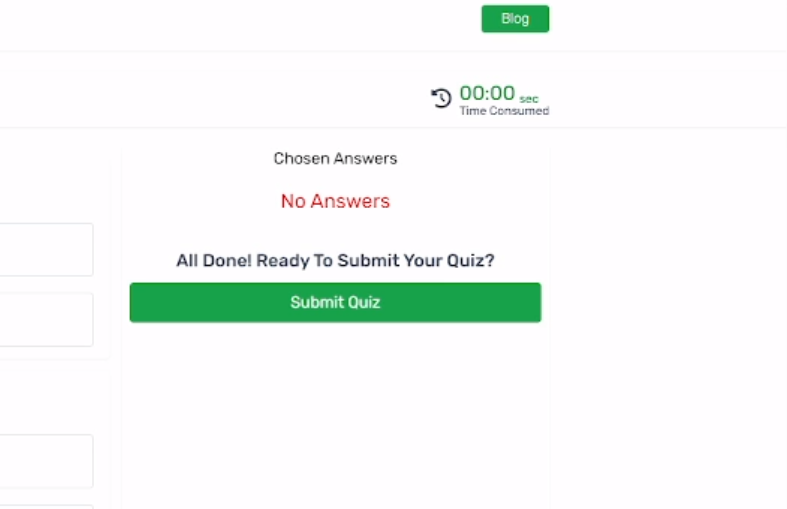 Blog
00:00 sec
Time Consumed
Chosen Answers
No Answers
All Done! Ready To Submit Your Quiz?
Submit Quiz